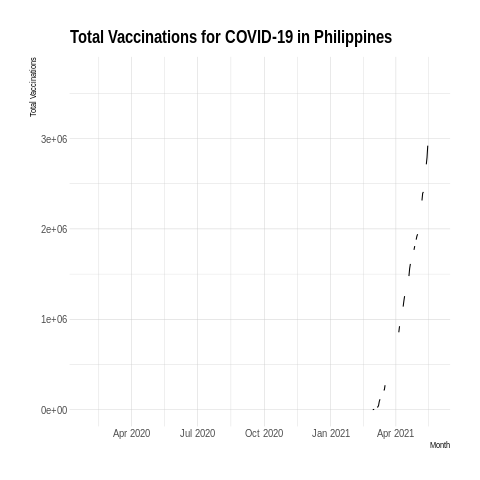 Total Vaccinations for COVID-19 in Philippines
Total Vaccinations
3e+06
2e+06
1e+06
0e+00
Apr 2020 Jul 2020 Oct 2020 Jan 2021 Apr 2021
Month